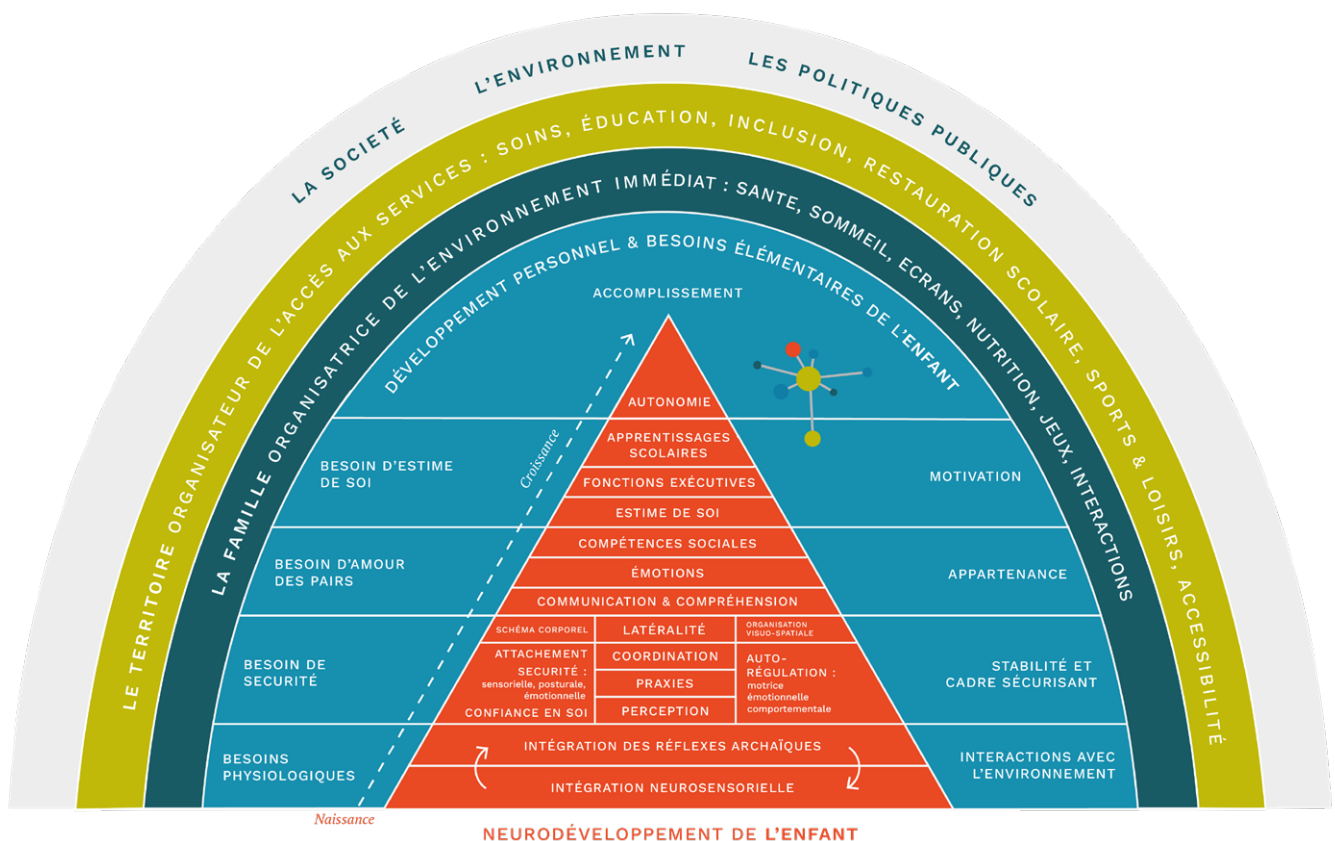 LA SOCIETÉ
L'ENVIRONNEMENT
LES POLITIQUES PUBLIQUES
LE TERRITOIRE ORGANISATEUR DE L'ACCÈS AUX SERVICES : SOINS, ÉDUCATION, INCLUSION, RESTAURATION SCOLAIRE, SPORTS & LOISIRS, ACCESSIBILITÉ
LA FAMILLE ORGANISATRICE DE L'ENVIRONNEMENT IMMÉDIAT : SANTE, SOMMEIL, ECRANS, NUTRITION, JEUX, INTERACTIONS
DÉVELOPPEMENT PERSONNEL & BESOINS ÉLÉMENTAIRES DE L'ENFANT
ACCOMPLISSEMENT
AUTONOMIE
Croissance
BESOIN D'ESTIME
DE SOI
APPRENTISSAGES
SCOLAIRES
FONCTIONS EXÉCUTIVES
ESTIME DE SOI
MOTIVATION
BESOIN D'AMOUR
DES PAIRS
COMPÉTENCES SOCIALES
ÉMOTIONS
COMMUNICATION & COMPRÉHENSION
APPARTENANCE
BESOIN DE
SECURITÉ
SCHÉMA CORPOREL
ATTACHEMENT
SECURITÉ :
sensorielle, posturale,
émotionnelle
CONFIANCE EN SOI
LATÉRALITÉ
COORDINATION
PRAXIES
PERCEPTION
ORGANISATION
VISUO-SPATIALE
AUTO-
RÉGULATION :
motrice
émotionnelle
comportementale
STABILITÉ ET
CADRE SÉCURISANT
BESOINS
PHYSIOLOGIQUES
INTÉGRATION DES RÉFLEXES ARCHAÏQUES
INTÉGRATION NEUROSENSORIELLE
INTERACTIONS AVEC
L'ENVIRONNEMENT
Naissance
NEURODÉVELOPPEMENT DE L'ENFANT